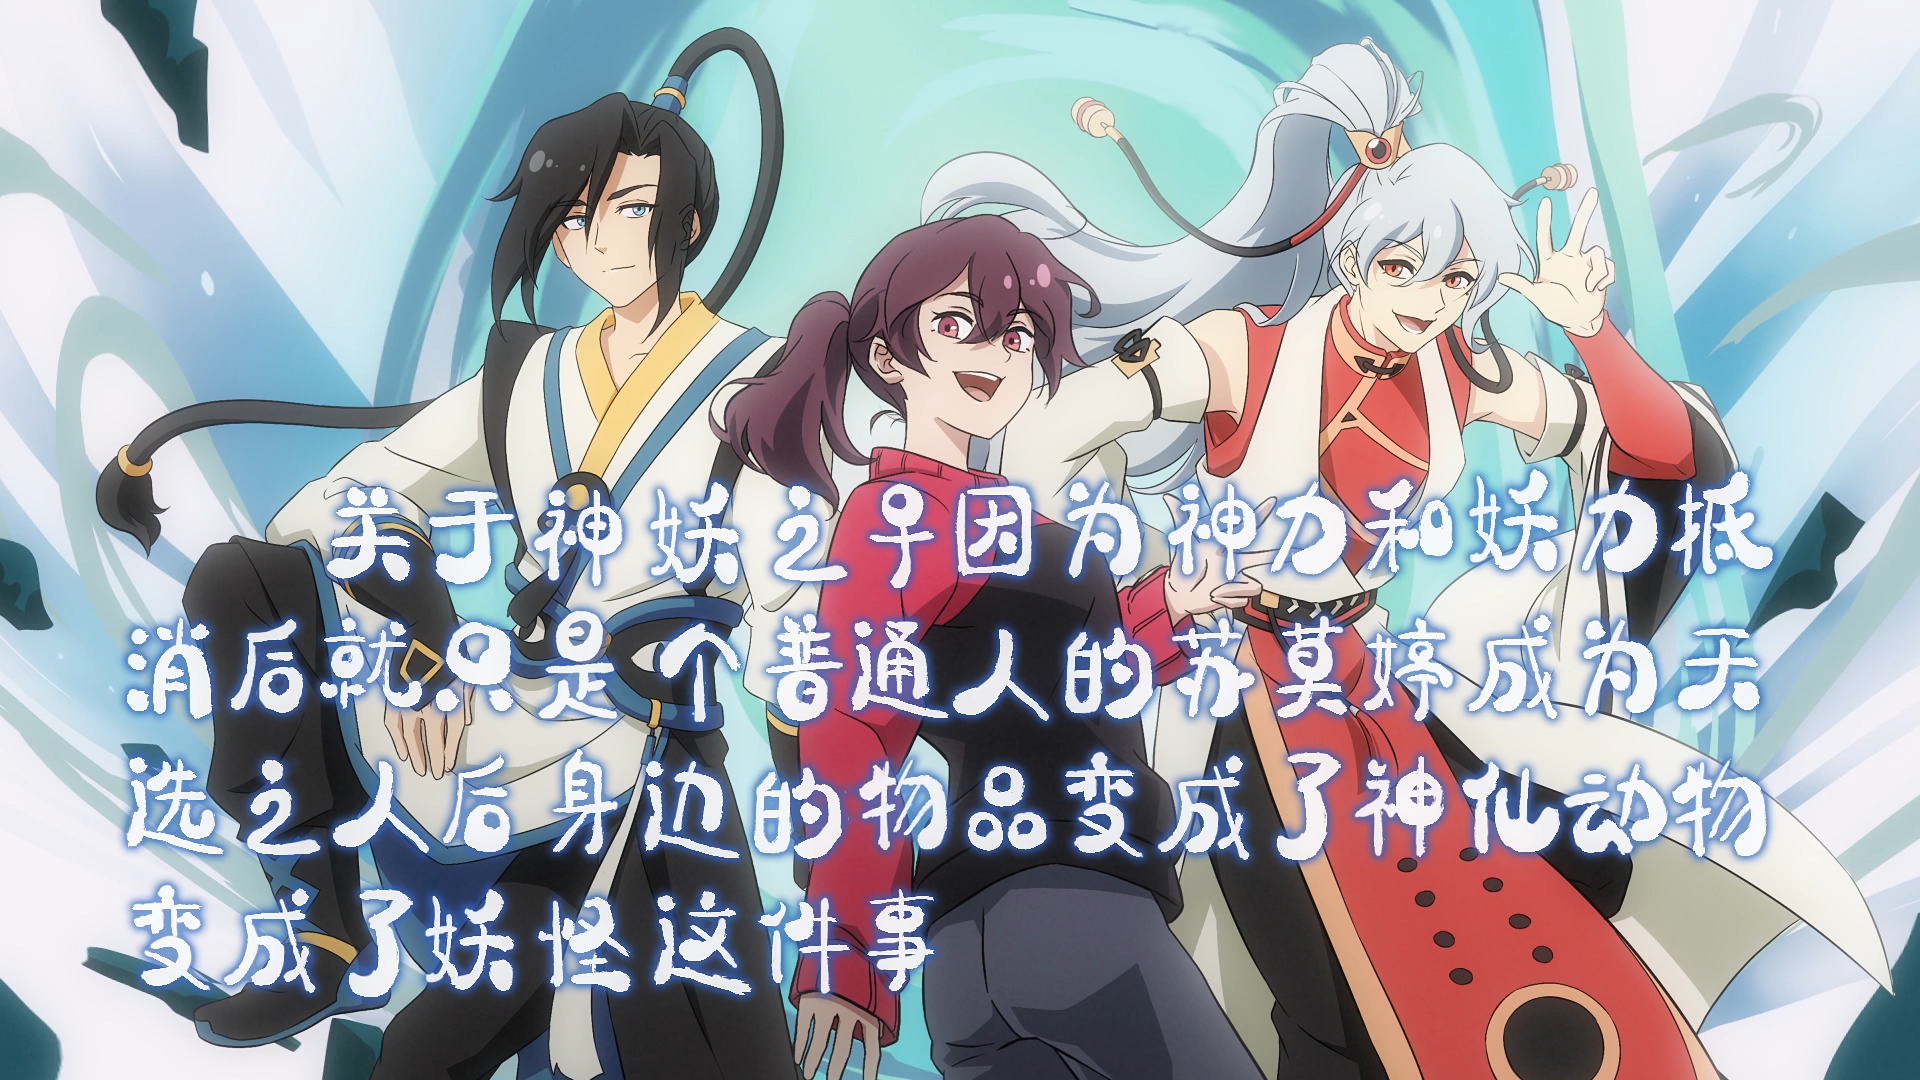 关于神妖之子因为神力和妖力抵
消后就只是个普通人的苏莫婷成为天
选之人后身边的物品变成了神仙动物
变成了妖怪这件事